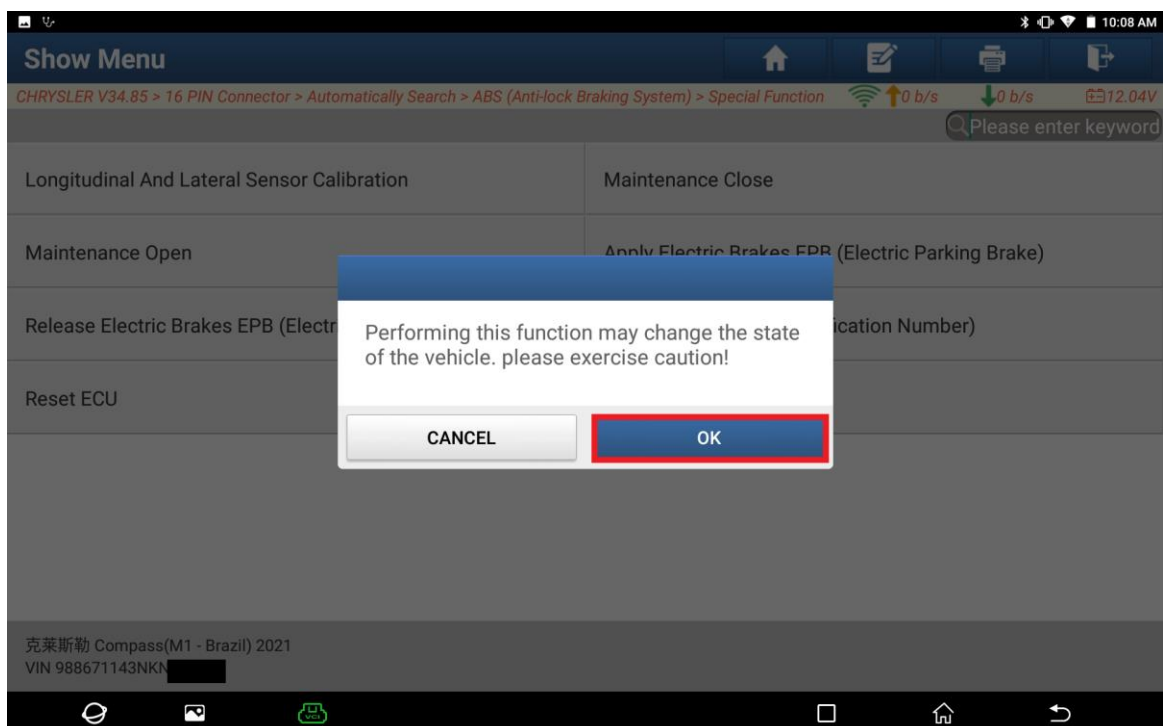 10:08 AM
Show Menu
CHRYSLER V34.85 > 16 PIN Connector > Automatically Search > ABS (Anti-lock Braking System) > Special Function 0 b/s 0 b/s 12.04V
Please enter keyword
Longitudinal And Lateral Sensor Calibration
Maintenance Close
Maintenance Open
Apply Electric Brakes EPB (Electric Parking Brake)
Release Electric Brakes EPB (Electr
ication Number)
Reset ECU
Performing this function may change the state
of the vehicle. please exercise caution!
CANCEL
OK
克莱斯勒 Compass(M1 - Brazil) 2021
VIN 988671143NKN
VCI